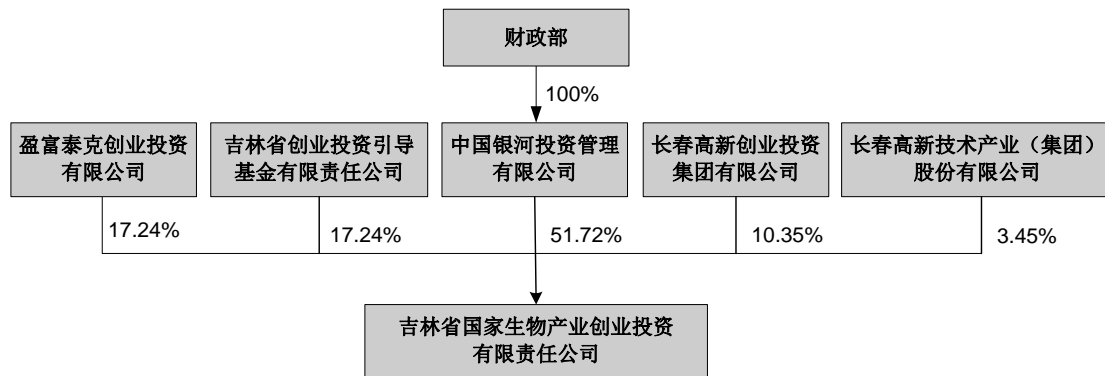 财政部
100%
盈富泰克创业投资
有限公司
吉林省创业投资引导
基金有限责任公司
中国银河投资管理
有限公司
长春高新创业投资
集团有限公司
长春高新技术产业（集团）
股份有限公司
17.24%
17.24%
51.72%
10.35%
3.45%
吉林省国家生物产业创业投资
有限责任公司